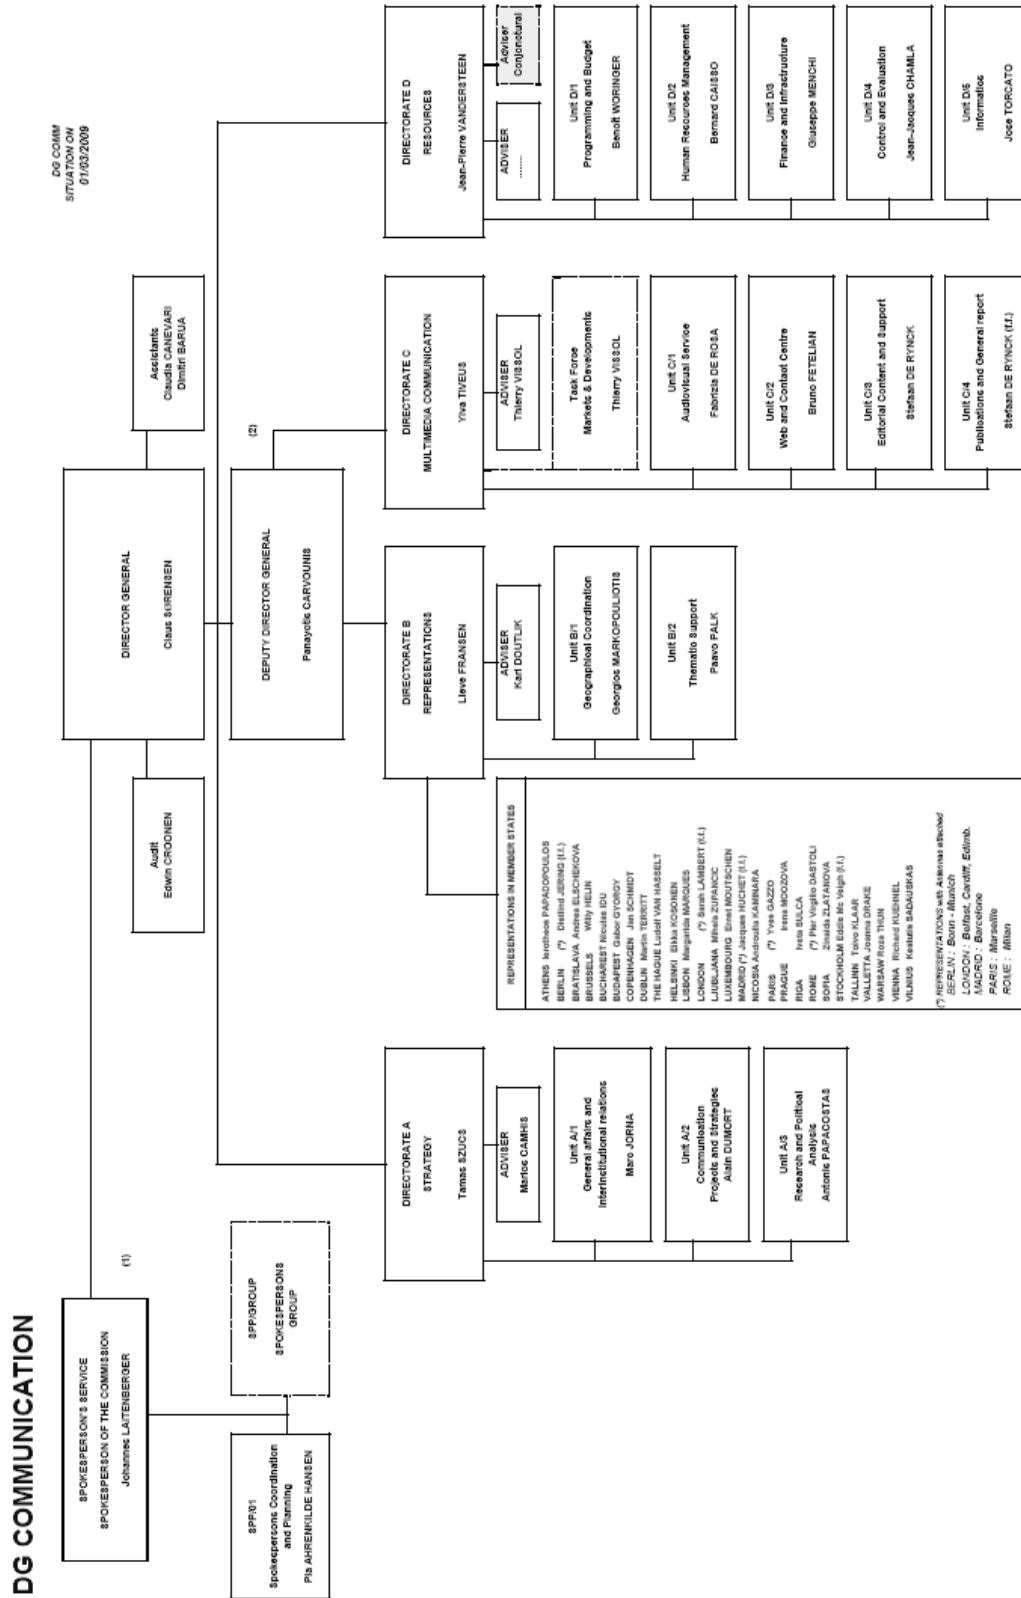 DG COMMUNICATION
DG COMM
SITUATION ON
01/03/2009
SPOKESPERSON'S SERVICE
SPOKESPERSON OF THE COMMISSION
Johannes LAITENBERGER
(1)
DIRECTOR GENERAL
Claus SØRENSEN
Audit
Edwin CROONEN
Assistants
Claudia CANEVARI
Dimitri BARUA
SPP/01
Spokespersons Coordination
and Planning
Pia AHRENKILDE HANSEN
SPP/GROUP
SPOKESPERSONS
GROUP
DEPUTY DIRECTOR GENERAL
Panayotis CARVOUNIS
(2)
DIRECTORATE A
STRATEGY
Tamas SZUCS
ADVISER
Marios CAMHIS
Unit A/1
General affairs and
Interinstitutional relations
Marc JORNA
Unit A/2
Communication
Projects and Strategies
Alain DUMORT
Unit A/3
Research and Political
Analysis
Antonis PAPACOSTAS
DIRECTORATE B
REPRESENTATIONS
Lieve FRANSEN
ADVISER
Karl DOUTLIK
Unit B/1
Geographical Coordination
Georgios MARKOPOULIOTIS
Unit B/2
Thematic Support
Paavo PALK
REPRESENTATIONS IN MEMBER STATES
ATHENS Ierotheos PAPADOPOULOS
BERLIN (*) Dietlind JERING (f.f.)
BRATISLAVA Andrea ELSCHEKOVA
BRUSSELS Willy HELIN
BUCHAREST Niculae IDU
BUDAPEST Gabor GYORGY
COPENHAGEN Jan SCHMIDT
DUBLIN Martin TERRITT
THE HAGUE Ludolf VAN HASSELT
HELSINKI Eikka KOSONEN
LISBON Margarida MARQUES
LONDON (*) Sarah LAMBERT (f.f.)
LJUBLJANA Mihela ZUPANCIC
LUXEMBOURG Ernest MOUTSCHEN
MADRID (*) Jacques HUCHET (f.f.)
NICOSIA Androulla KAMINARA
PARIS (*) Yves GAZZO
PRAGUE Irena MOOZOVA
RIGA Iveta SULCA
ROME (*) Pier Virgilio DASTOLI
SOFIA Zinaida ZLATANOVA
STOCKHOLM Eddie Mc Veigh (f.f.)
TALLINN Toivo KLAAR
VALLETTA Joanna DRAKE
WARSAW Roza THUN
VIENNA Richard KUEHNEL
VILNIUS Kestutis SADAUSKAS
(*) REPRESENTATIONS with Antennas attached
BERLIN : Bonn - Munich
LONDON : Belfast, Cardiff, Edimb.
MADRID : Barcelone
PARIS : Marseille
ROME : Milan
DIRECTORATE C
MULTIMEDIA COMMUNICATION
Ylva TIVEUS
ADVISER
Thierry VISSOL
Task Force
Markets & Developments
Thierry VISSOL
Unit C/1
Audiovisual Service
Fabrizia DE ROSA
Unit C/2
Web and Contact Centre
Bruno FETELIAN
Unit C/3
Editorial Content and Support
Stefaan DE RYNCK
Unit C/4
Publications and General report
Stefaan DE RYNCK (f.f.)
DIRECTORATE D
RESOURCES
Jean-Pierre VANDERSTEEN
ADVISER
........
Adviser
Conjonctural
Unit D/1
Programming and Budget
Benoît WORINGER
Unit D/2
Human Resources Management
Bernard CAISSO
Unit D/3
Finance and Infrastructure
Giuseppe MENCHI
Unit D/4
Control and Evaluation
Jean-Jacques CHAMLA
Unit D/5
Informatics
Jose TORCATO